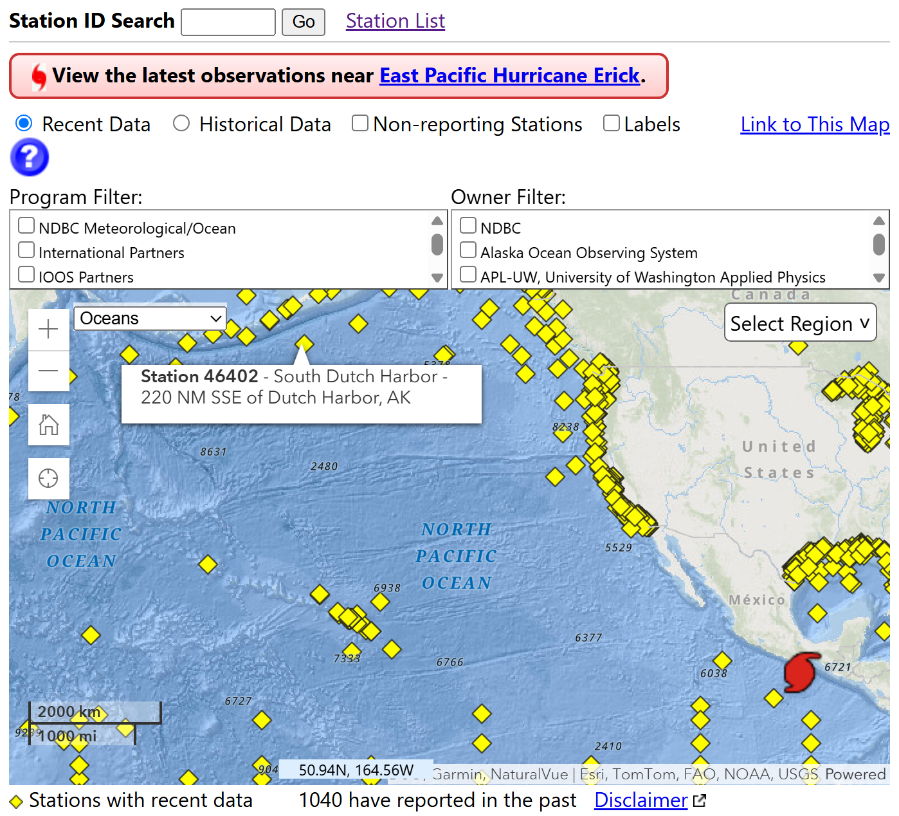 Station ID Search Go Station List
View the latest observations near East Pacific Hurricane Erick.
Recent Data Historical Data Non-reporting Stations Labels Link to This Map
?
Program Filter: Owner Filter:
NDBC Meteorological/Ocean
International Partners
IOOS Partners
NDBC
Alaska Ocean Observing System
APL-UW, University of Washington Applied Physics
Oceans
Canada
Select Region v
Station 46402 - South Dutch Harbor -
220 NM SSE of Dutch Harbor, AK
78
8238
8631
2480
United
States
NORTH
PACIFIC
OCEAN
NORTH
PACIFIC
OCEAN
5529
6938
México
6377
7333
6766
6038
6721
6727
2000 km
1000 mi
2410
904
50.94N, 164.56W
, Garmin, NaturalVue | Esri, TomTom, FAO, NOAA, USGS Powered
Stations with recent data 1040 have reported in the past Disclaimer